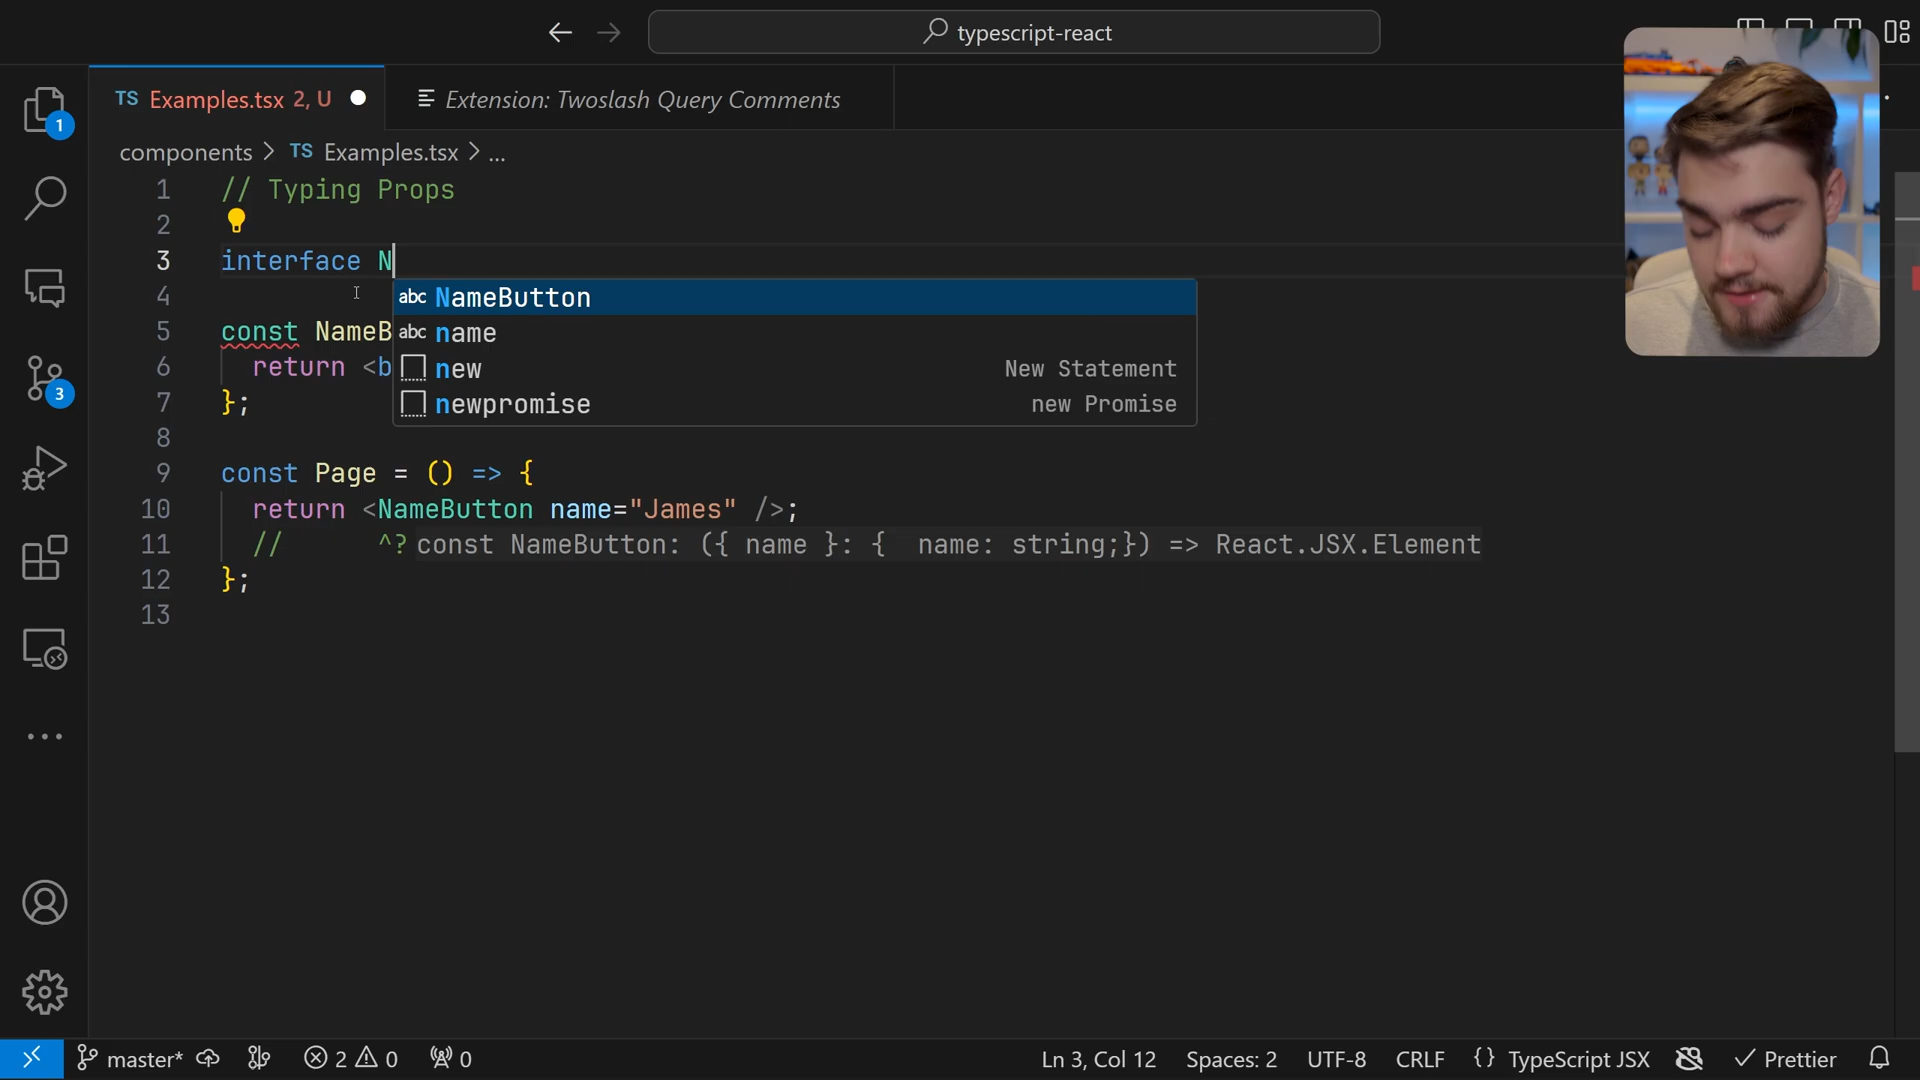 typescript-react
TS Examples.tsx 2, U
Extension: Twoslash Query Comments
components > TS Examples.tsx > ...
1 // Typing Props
2
3 interface N
4
5 const NameB
6 return <b
7 };
8
9 const Page = () => {
10 return <NameButton name="James" />;
11 // ^? const NameButton: ({ name }: { name: string;}) => React.JSX.Element
12 };
13
abc NameButton
abc name
new New Statement
newpromise new Promise
1
3
master*
2 0
0
Ln 3, Col 12
Spaces: 2
UTF-8
CRLF
{} TypeScript JSX
Prettier